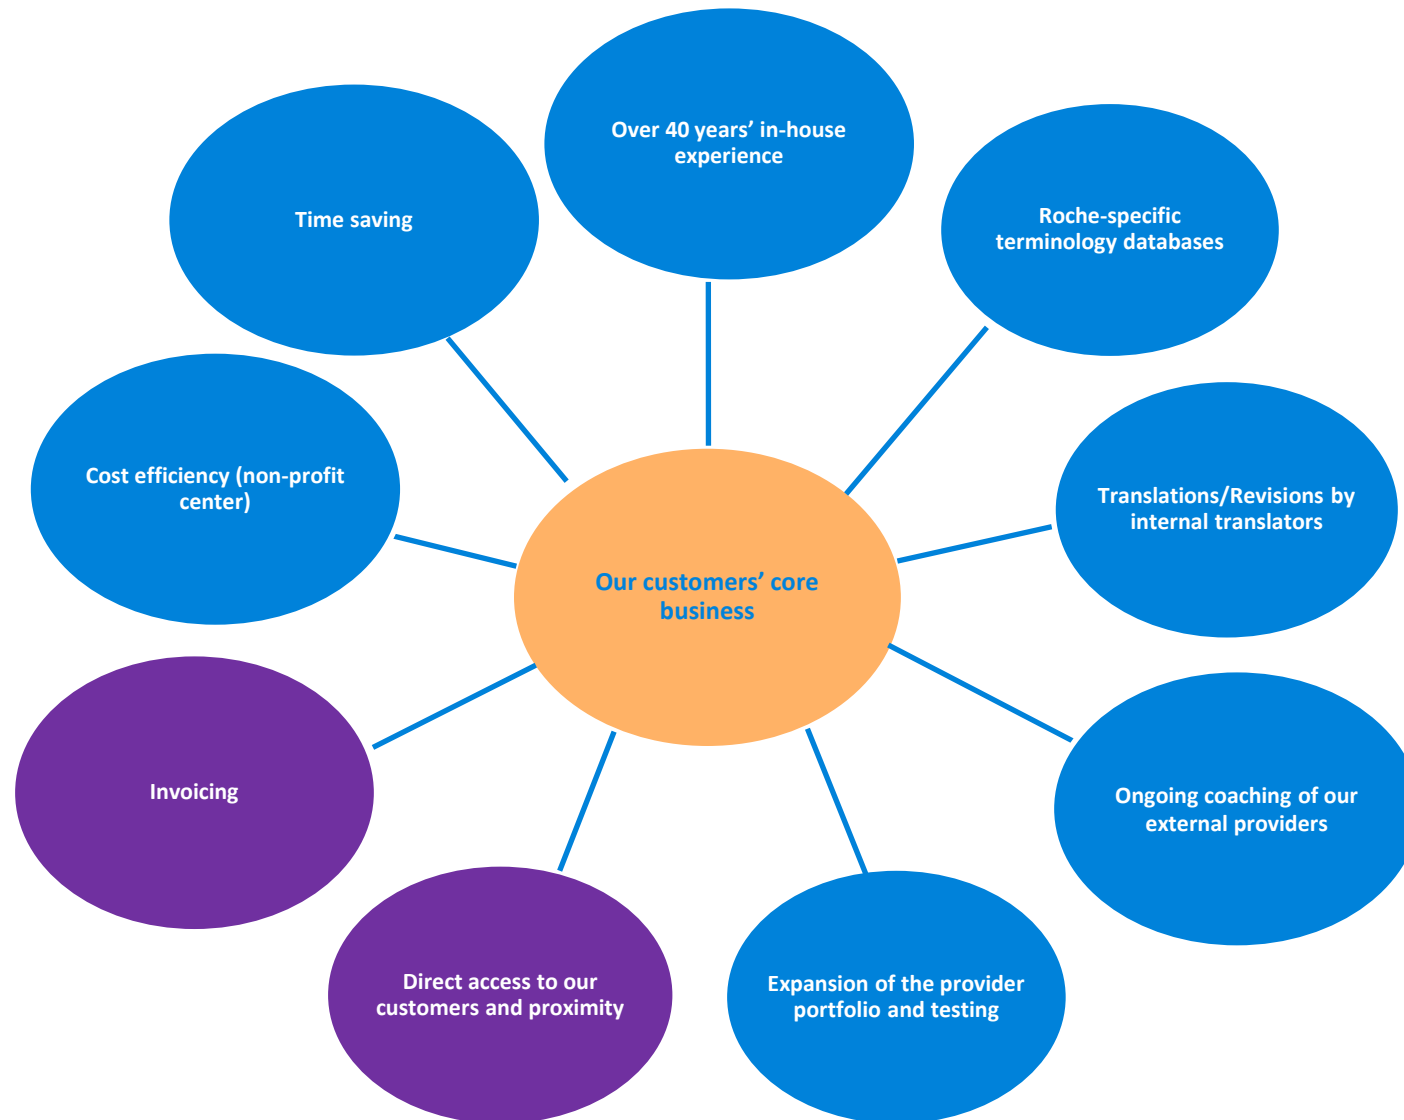 Over 40 years’ in-house
experience
Time saving
Roche-specific
terminology databases
Cost efficiency (non-profit
center)
Translations/Revisions by
internal translators
Our customers’ core
business
Invoicing
Ongoing coaching of our
external providers
Direct access to our
customers and proximity
Expansion of the provider
portfolio and testing